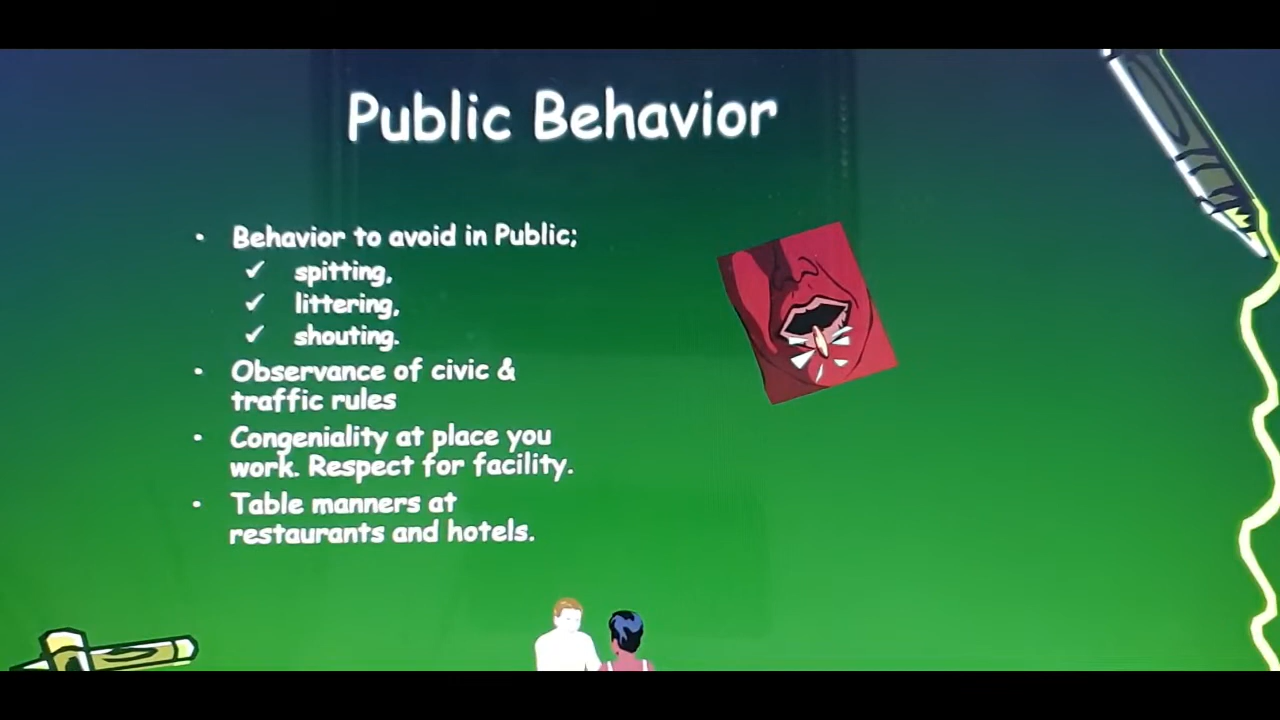 Public Behavior
• Behavior to avoid in Public;
✓ spitting,
✓ littering,
✓ shouting.
• Observance of civic &
traffic rules
• Congeniality at place you
work. Respect for facility.
• Table manners at
restaurants and hotels.